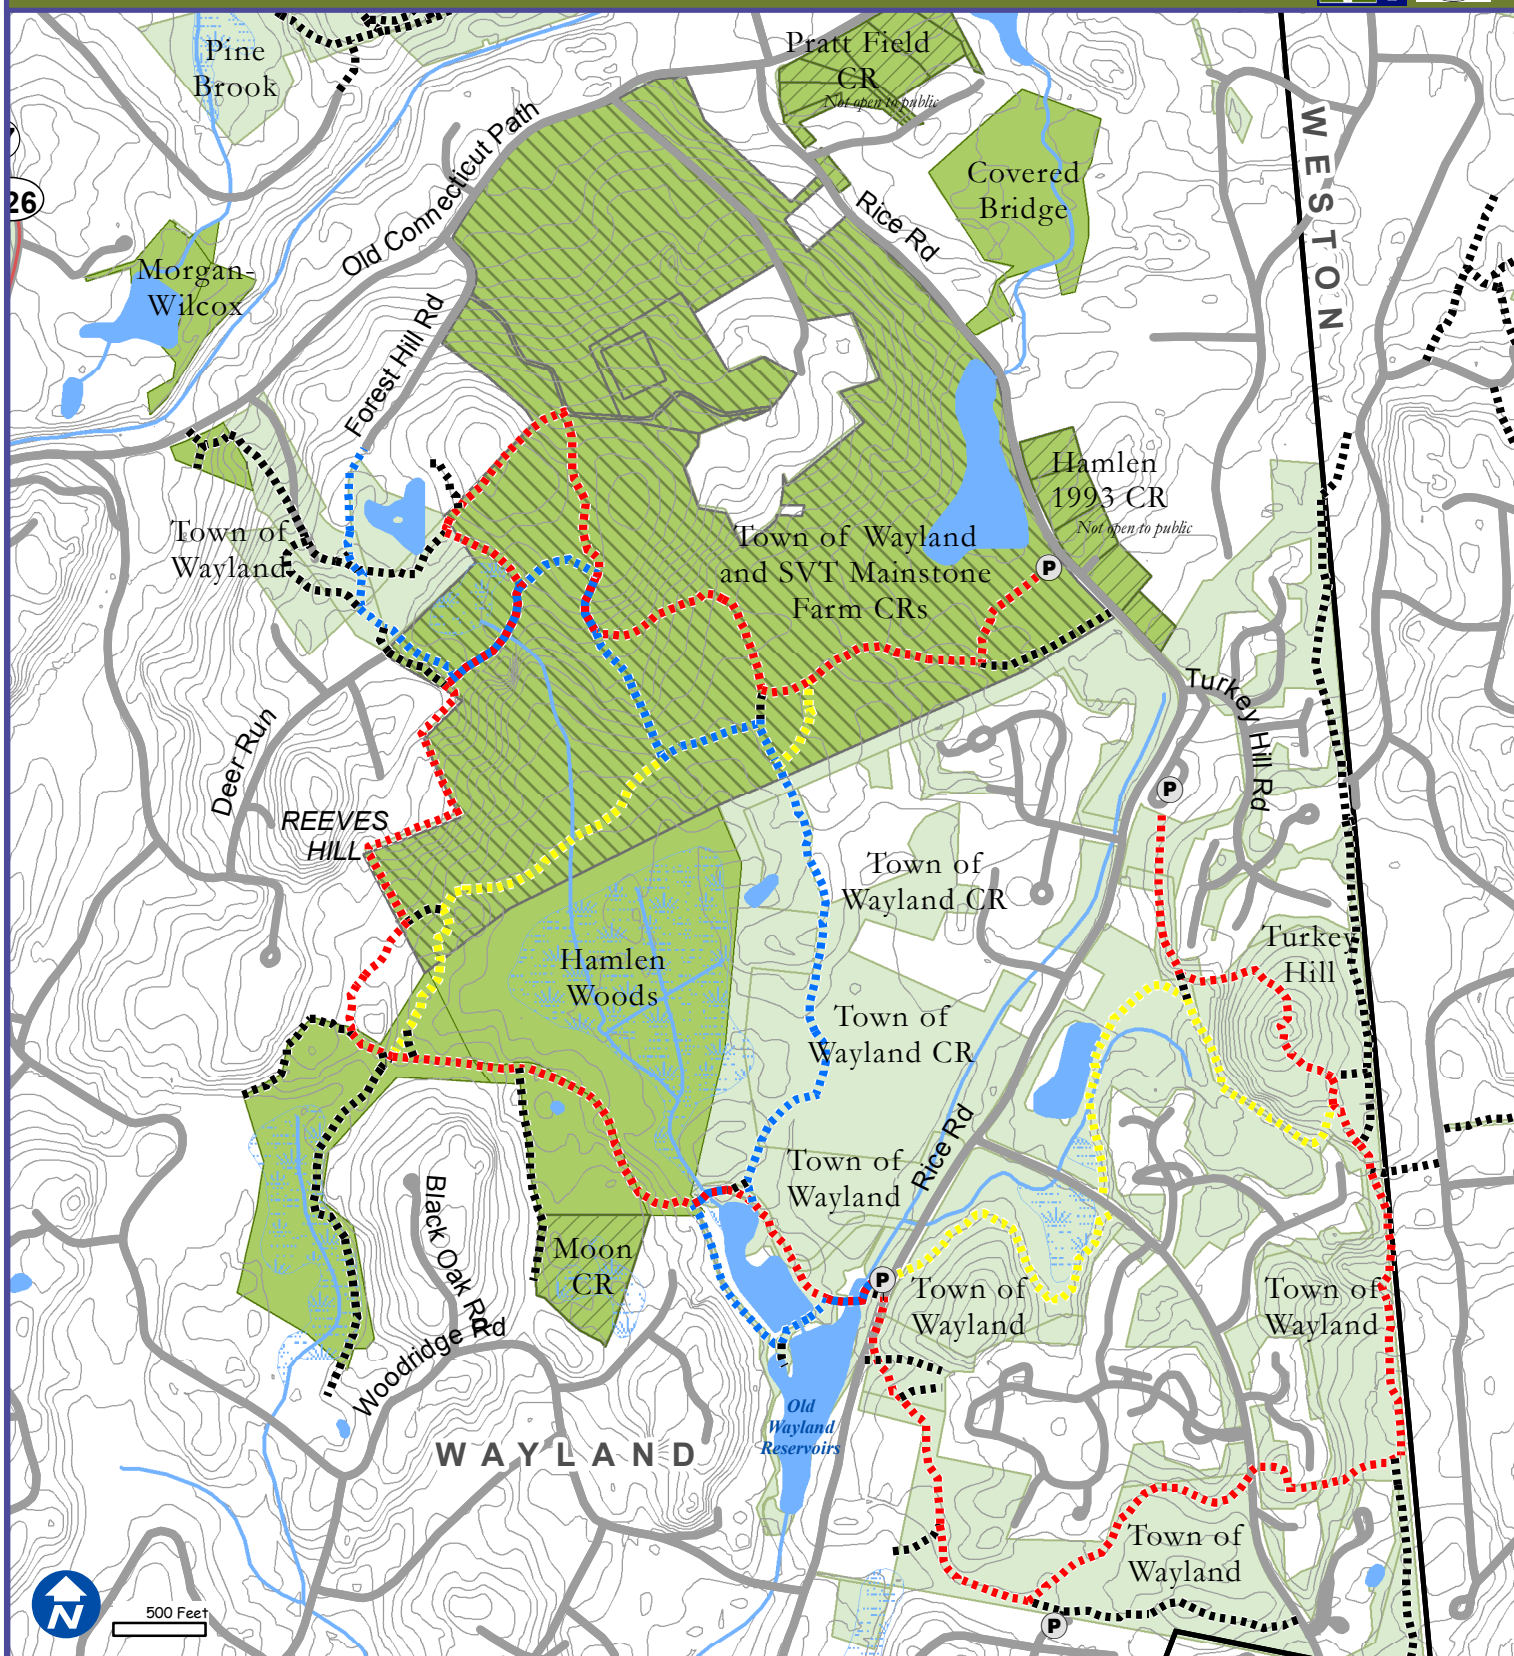 Pine
Brook
Pratt Field
CR
Not open to public
Old Connecticut Path
WESTON
Covered
Bridge
26
Rice Rd
Morgan-
Wilcox
Forest Hill Rd
Hamlen
1993 CR
Not open to public
Town of
Wayland
Town of Wayland
and SVT Mainstone
Farm CRs
P
Turkey Hill Rd
Deer Run
P
REEVES
HILL
Town of
Wayland CR
Turkey
Hill
Hamlen
Woods
Town of
Wayland CR
Rice Rd
Town of
Wayland
Black Oak Rd
Moon
CR
P
Town of
Wayland
Town of
Wayland
Woodridge Rd
Old
Wayland
Reservoirs
WAYLAND
Town of
Wayland
N
500 Feet
P